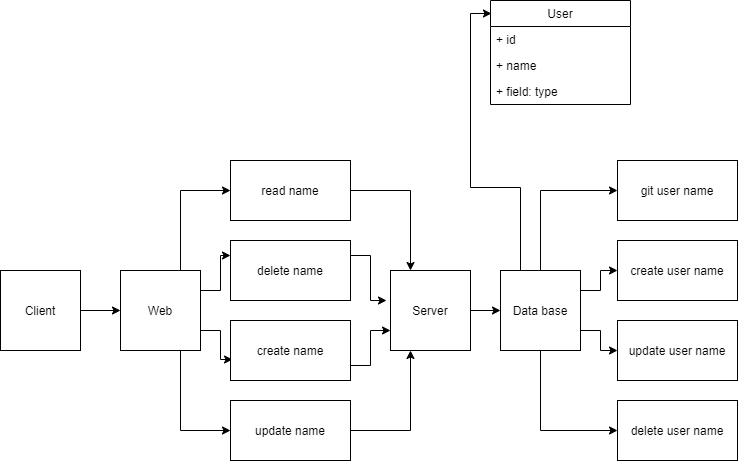 User
+ id
+ name
+ field: type
read name
git user name
delete name
create user name
Client
Web
Server
Data base
create name
update user name
update name
delete user name